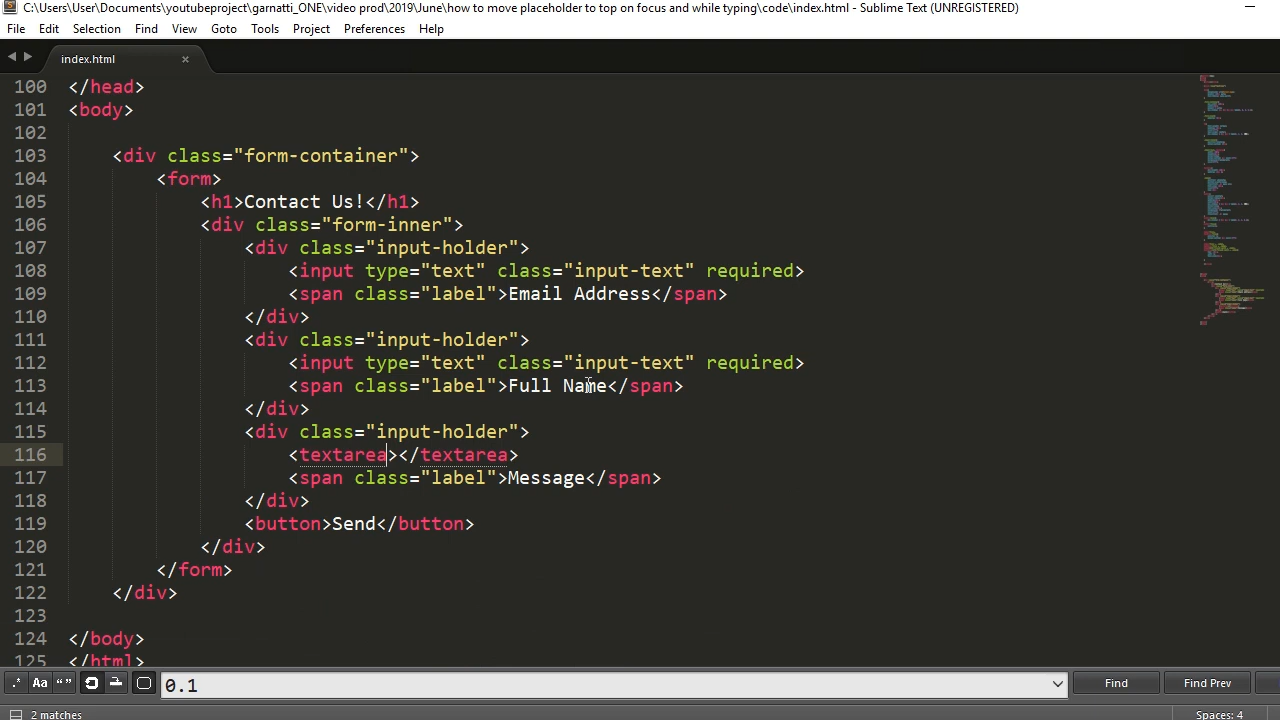 C:\Users\User\Documents\youtubeproject\garnatti_ONE\video prod\2019\June\how to move placeholder to top on focus and while typing\code\index.html - Sublime Text (UNREGISTERED)
File Edit Selection Find View Goto Tools Project Preferences Help
index.html ×
100 </head>
101 <body>
102
103 <div class="form-container">
104 <form>
105 <h1>Contact Us!</h1>
106 <div class="form-inner">
107 <div class="input-holder">
108 <input type="text" class="input-text" required>
109 <span class="label">Email Address</span>
110 </div>
111 <div class="input-holder">
112 <input type="text" class="input-text" required>
113 <span class="label">Full Name</span>
114 </div>
115 <div class="input-holder">
116 <textarea></textarea>
117 <span class="label">Message</span>
118 </div>
119 <button>Send</button>
120 </div>
121 </form>
122 </div>
123
124 </body>
125 </html>
.* Aa “ ” 0.1 Find Find Prev
2 matches Spaces: 4